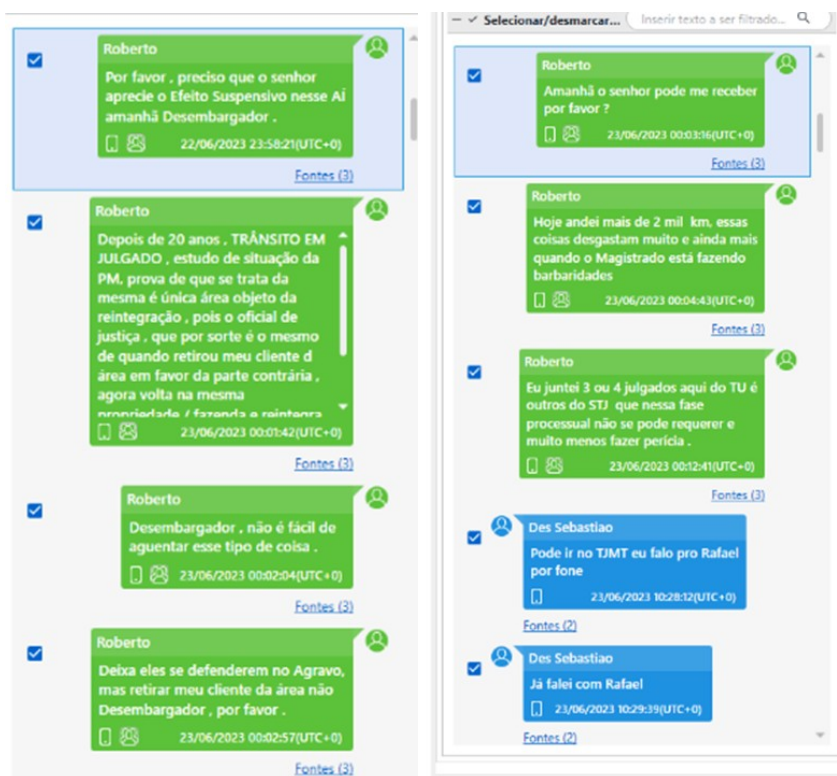 Roberto
Por favor , preciso que o senhor
aprecie o Efeito Suspensivo nesse AÍ
amanhã Desembargador .
22/06/2023 23:58:21(UTC+0)
Fontes (3)
Roberto
Depois de 20 anos , TRÂNSITO EM
JULGADO , estudo de situação da
PM, prova de que se trata da
mesma é única área objeto da
reintegração , pois o oficial de
justiça , que por sorte é o mesmo
de quando retirou meu cliente d
área em favor da parte contrária ,
agora volta na mesma
propriedade / fazenda e reintegra
23/06/2023 00:01:42(UTC+0)
Fontes (3)
Roberto
Desembargador , não é fácil de
aguentar esse tipo de coisa .
23/06/2023 00:02:04(UTC+0)
Fontes (3)
Roberto
Deixa eles se defenderem no Agravo,
mas retirar meu cliente da área não
Desembargador , por favor .
23/06/2023 00:02:57(UTC+0)
Fontes (3)
Selecionar/desmarcar... Inserir texto a ser filtrado...
Roberto
Amanhã o senhor pode me receber
por favor ?
23/06/2023 00:03:16(UTC+0)
Fontes (3)
Roberto
Hoje andei mais de 2 mil km, essas
coisas desgastam muito e ainda mais
quando o Magistrado está fazendo
barbaridades
23/06/2023 00:04:43(UTC+0)
Fontes (3)
Roberto
Eu juntei 3 ou 4 julgados aqui do TU é
outros do STJ que nessa fase
processual não se pode requerer e
muito menos fazer perícia .
23/06/2023 00:12:41(UTC+0)
Fontes (3)
Des Sebastiao
Pode ir no TJMT eu falo pro Rafael
por fone
23/06/2023 10:28:12(UTC+0)
Fontes (2)
Des Sebastiao
Já falei com Rafael
23/06/2023 10:29:39(UTC+0)
Fontes (2)